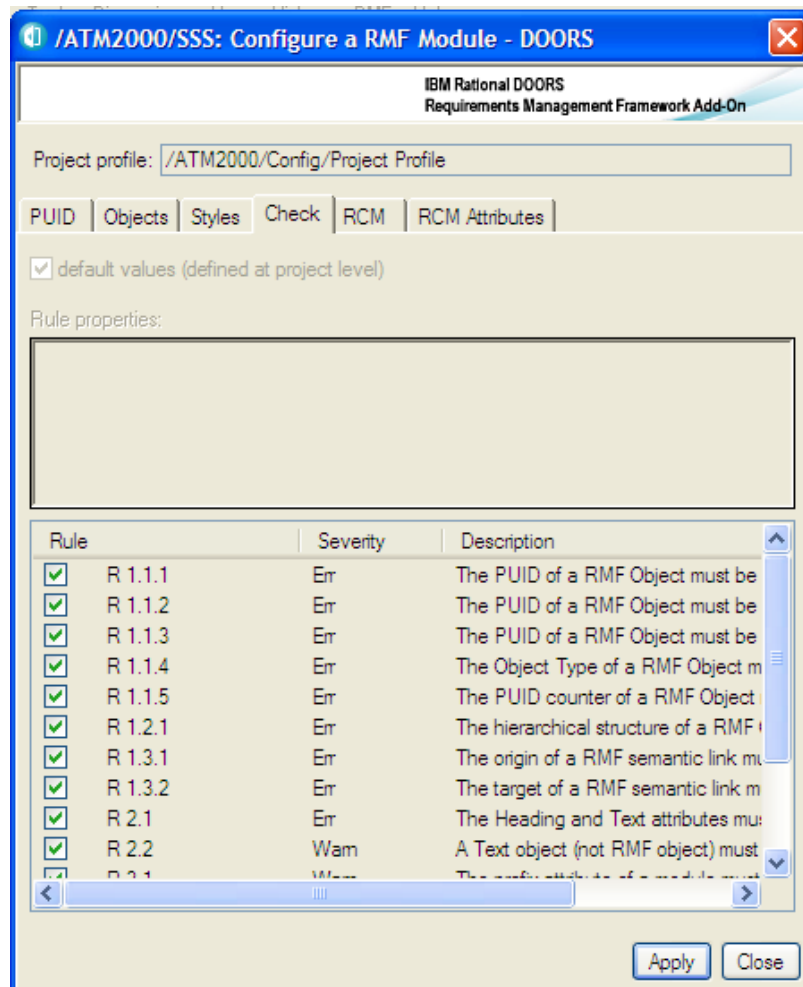 /ATM2000/SSS: Configure a RMF Module - DOORS
IBM Rational DOORS
Requirements Management Framework Add-On
Project profile: /ATM2000/Config/Project Profile
PUID Objects Styles Check RCM RCM Attributes
default values (defined at project level)
Rule properties:
Rule Severity Description
R 1.1.1 Err The PUID of a RMF Object must be
R 1.1.2 Err The PUID of a RMF Object must be
R 1.1.3 Err The PUID of a RMF Object must be
R 1.1.4 Err The Object Type of a RMF Object m
R 1.1.5 Err The PUID counter of a RMF Object
R 1.2.1 Err The hierarchical structure of a RMF
R 1.3.1 Err The origin of a RMF semantic link mu
R 1.3.2 Err The target of a RMF semantic link m
R 2.1 Err The Heading and Text attributes mus
R 2.2 Warn A Text object (not RMF object) must
Apply Close